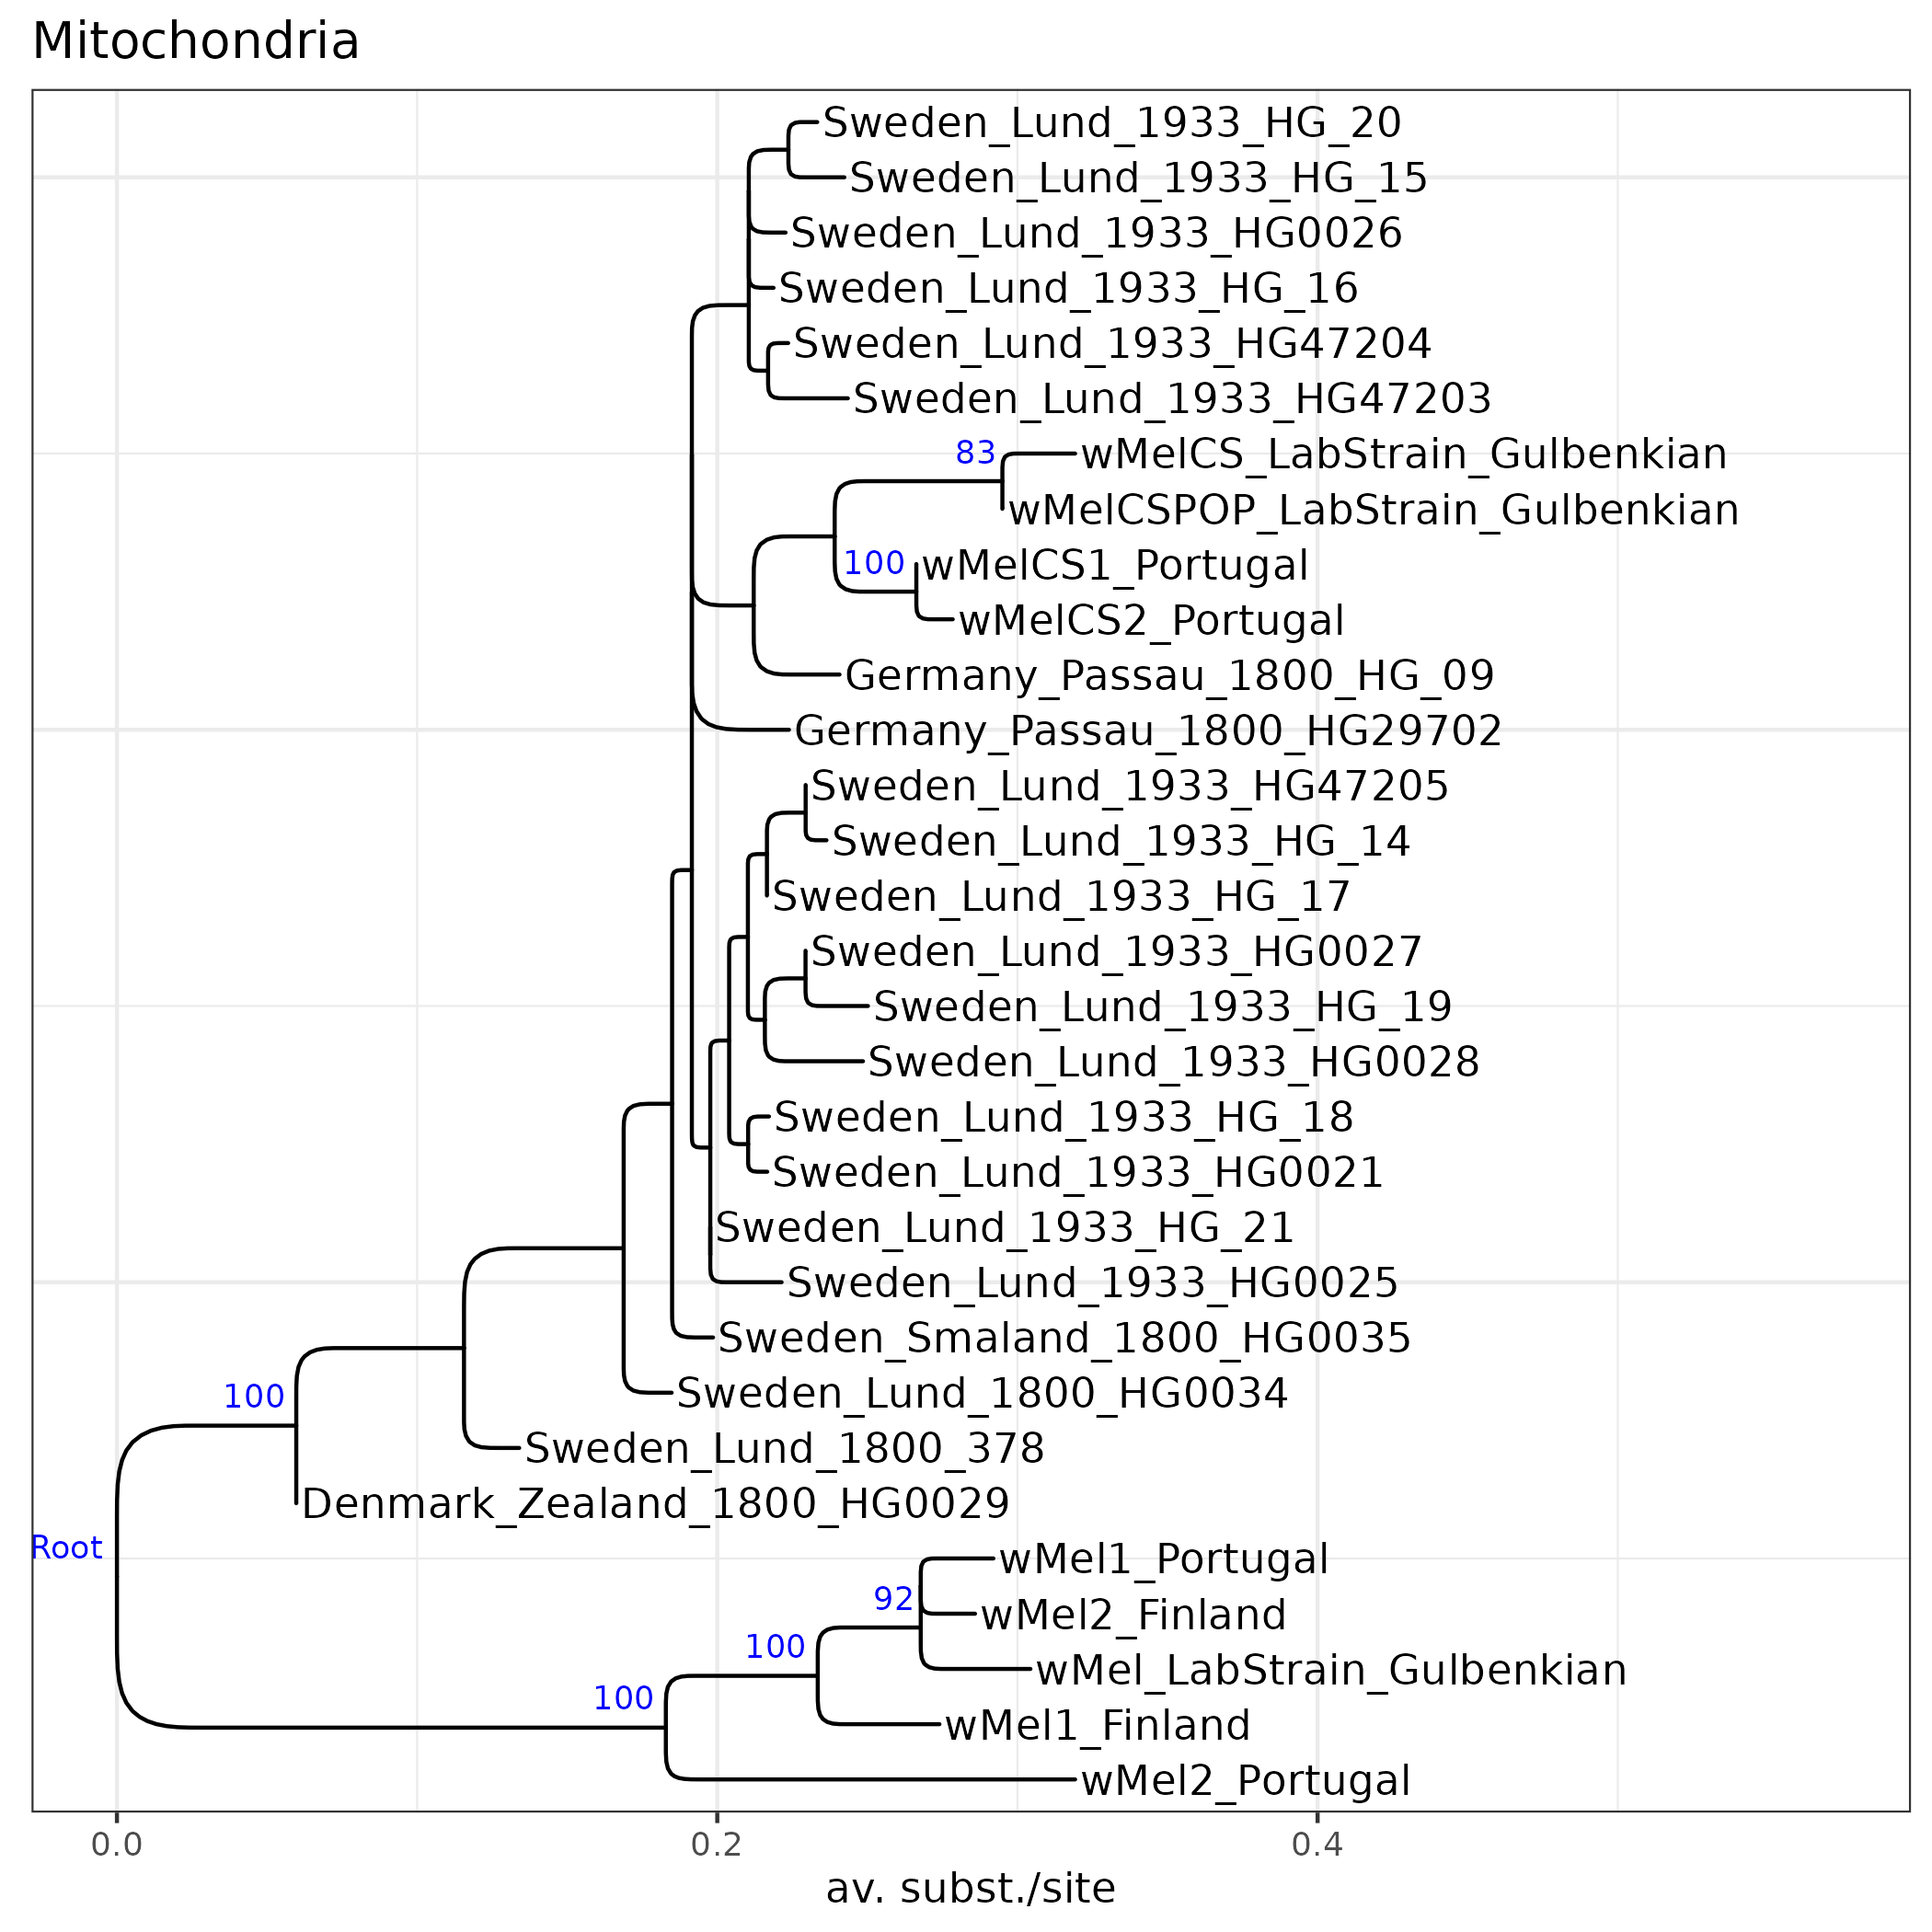 Mitochondria
Sweden_Lund_1933_HG_20
Sweden_Lund_1933_HG_15
Sweden_Lund_1933_HG0026
Sweden_Lund_1933_HG_16
Sweden_Lund_1933_HG47204
Sweden_Lund_1933_HG47203
83
wMelCS_LabStrain_Gulbenkian
wMelCSPOP_LabStrain_Gulbenkian
100
wMelCS1_Portugal
wMelCS2_Portugal
Germany_Passau_1800_HG_09
Germany_Passau_1800_HG29702
Sweden_Lund_1933_HG47205
Sweden_Lund_1933_HG_14
Sweden_Lund_1933_HG_17
Sweden_Lund_1933_HG0027
Sweden_Lund_1933_HG_19
Sweden_Lund_1933_HG0028
Sweden_Lund_1933_HG_18
Sweden_Lund_1933_HG0021
Sweden_Lund_1933_HG_21
Sweden_Lund_1933_HG0025
Sweden_Smaland_1800_HG0035
Sweden_Lund_1800_HG0034
100
Sweden_Lund_1800_378
Denmark_Zealand_1800_HG0029
Root
wMel1_Portugal
92
wMel2_Finland
100
wMel_LabStrain_Gulbenkian
100
wMel1_Finland
wMel2_Portugal
0.0 0.2 0.4
av. subst./site